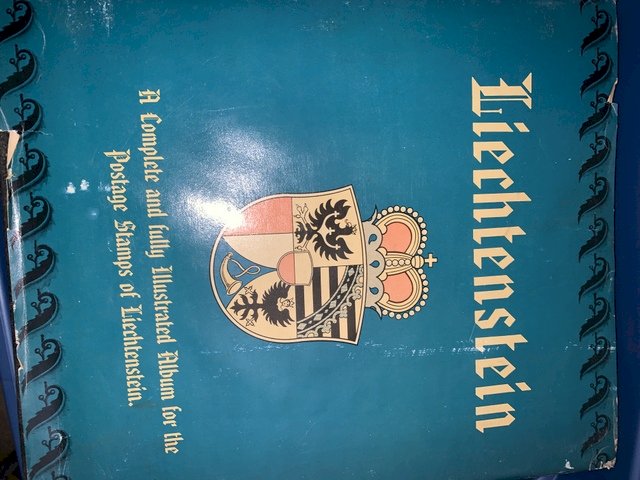 Liechtenstein
A Complete and fully Illustrated Album for the
Postage Stamps of Liechtenstein.